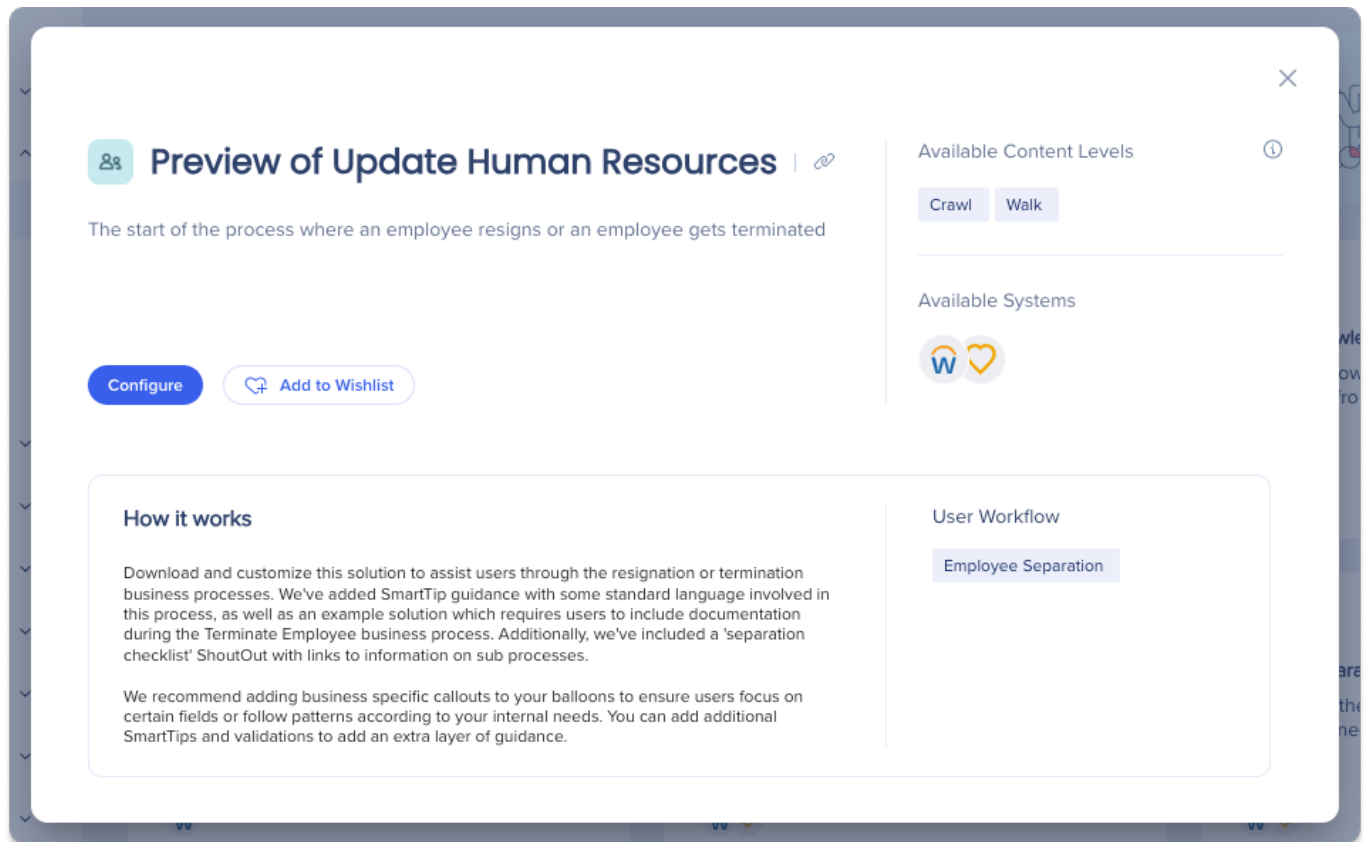 Preview of Update Human Resources
The start of the process where an employee resigns or an employee gets terminated
Configure
Add to Wishlist
Available Content Levels
Crawl
Walk
Available Systems
W
How it works
Download and customize this solution to assist users through the resignation or termination
business processes. We've added SmartTip guidance with some standard language involved in
this process, as well as an example solution which requires users to include documentation
during the Terminate Employee business process. Additionally, we've included a 'separation
checklist' ShoutOut with links to information on sub processes.
We recommend adding business specific callouts to your balloons to ensure users focus on
certain fields or follow patterns according to your internal needs. You can add additional
SmartTips and validations to add an extra layer of guidance.
User Workflow
Employee Separation